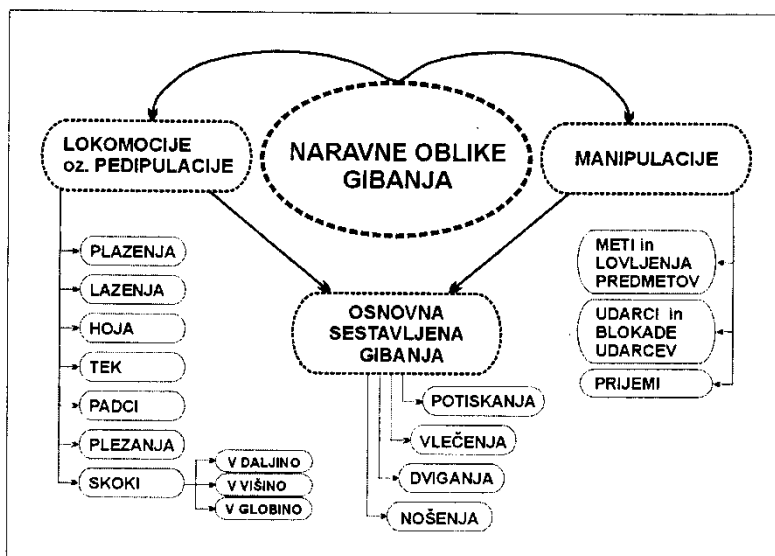 NARAVNE OBLIKE
GIBANJA
LOKOMOCIJE
oz. PEDIPULACIJE
PLAZENJA
LAZENJA
HOJA
TEK
PADCI
PLEZANJA
SKOKI
V DALJINO
V VIŠINO
V GLOBINO
OSNOVNA
SESTAVLJENA
GIBANJA
POTISKANJA
VLEČENJA
DVIGANJA
NOŠENJA
MANIPULACIJE
METI in
LOVLJENJA
PREDMETOV
UDARCI in
BLOKADE
UDARCEV
PRIJEMI